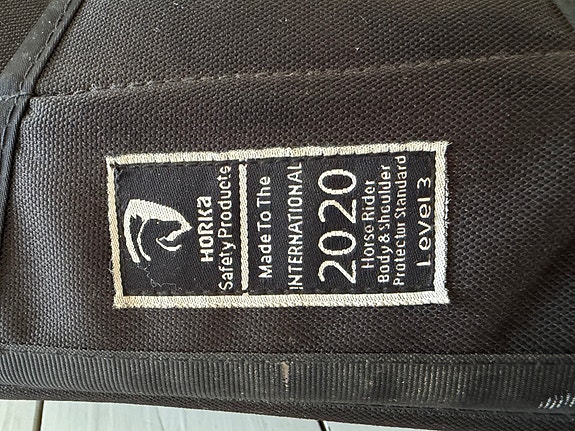 HORKA
Safety Products
Made To The
INTERNATIONAL
2020
Horse Rider
Body & Shoulder
Protector Standard
Level 3